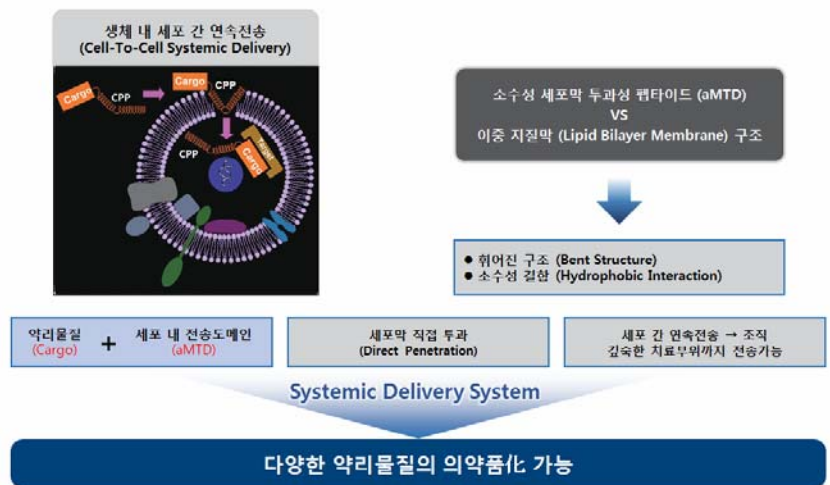 생체 내 세포 간 연속전송
(Cell-To-Cell Systemic Delivery)
Cargo
CPP
Cargo
CPP
CPP
Cargo
Target
소수성 세포막 투과성 펩타이드 (aMTD)
VS
이중 지질막 (Lipid Bilayer Membrane) 구조
● 휘어진 구조 (Bent Structure)
● 소수성 결합 (Hydrophobic Interaction)
약리물질
(Cargo)
+
세포 내 전송도메인
(aMTD)
세포막 직접 투과
(Direct Penetration)
세포 간 연속전송 → 조직
깊숙한 치료부위까지 전송가능
Systemic Delivery System
다양한 약리물질의 의약품化 가능